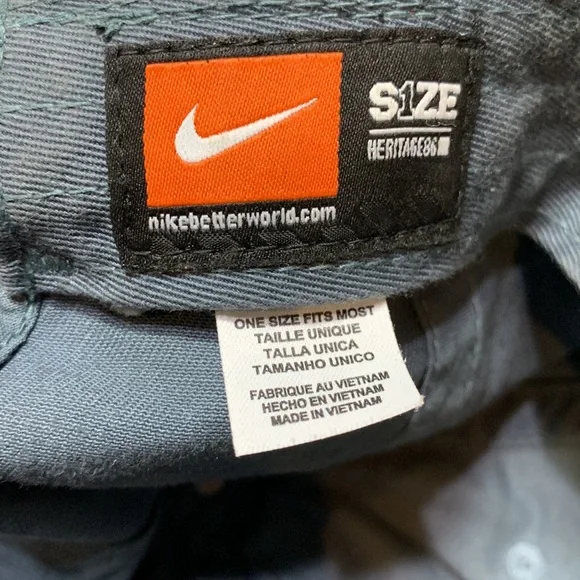 S1ZE
HERITAGE86
nikebetterworld.com
ONE SIZE FITS MOST
TAILLE UNIQUE
TALLA UNICA
TAMANHO UNICO
FABRIQUE AU VIETNAM
HECHO EN VIETNAM
MADE IN VIETNAM